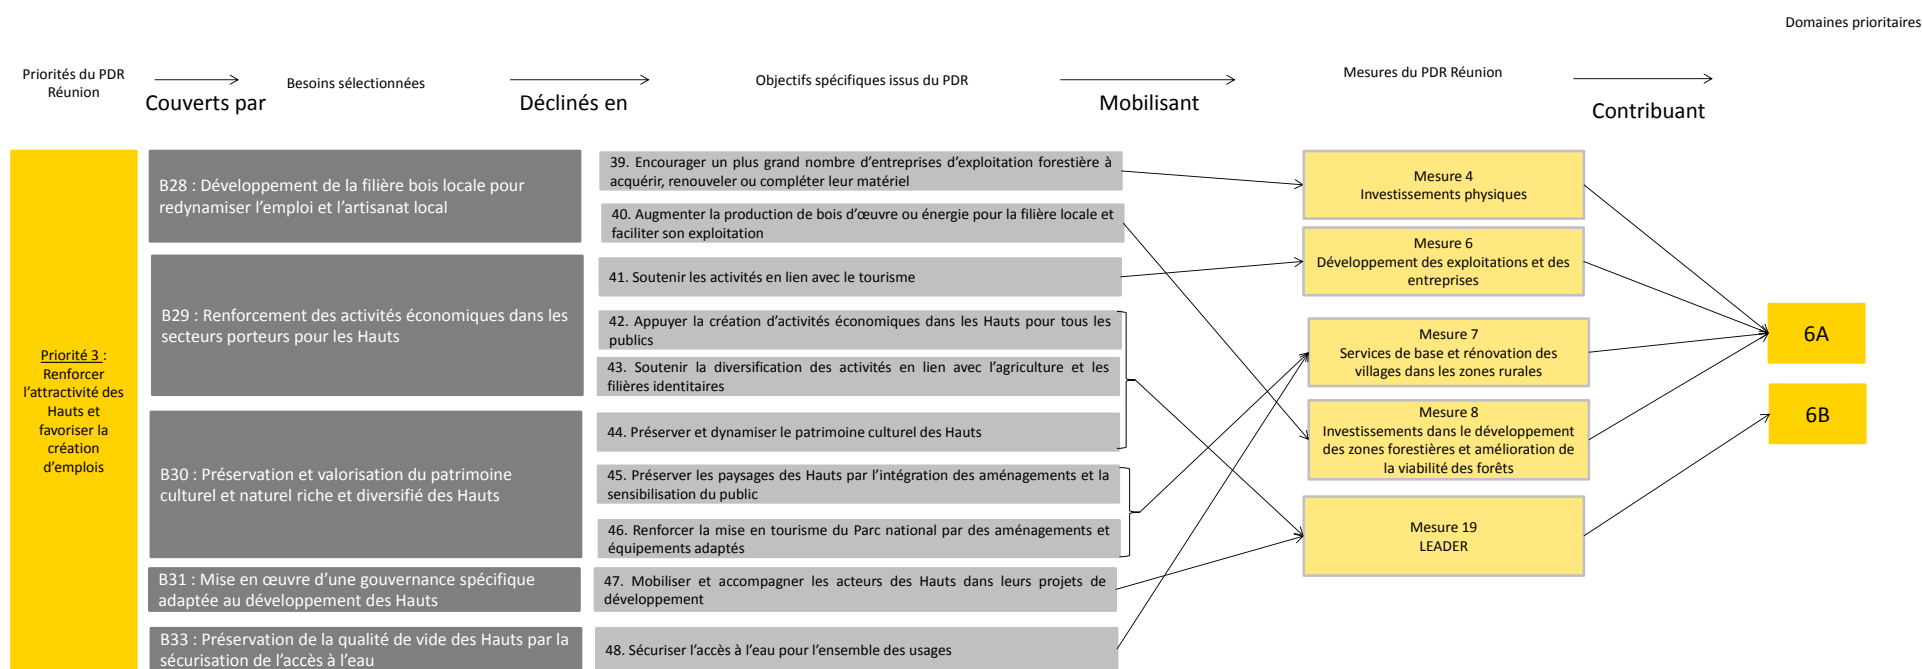 Domaines prioritaires
Priorités du PDR
Réunion
Couverts par
Besoins sélectionnées
Déclinés en
Objectifs spécifiques issus du PDR
Mobilisant
Mesures du PDR Réunion
Contribuant
Priorité 3 :
Renforcer
l’attractivité des
Hauts et
favoriser la
création
d’emplois
B28 : Développement de la filière bois locale pour
redynamiser l’emploi et l’artisanat local
B29 : Renforcement des activités économiques dans les
secteurs porteurs pour les Hauts
B30 : Préservation et valorisation du patrimoine
culturel et naturel riche et diversifié des Hauts
B31 : Mise en œuvre d’une gouvernance spécifique
adaptée au développement des Hauts
B33 : Préservation de la qualité de vide des Hauts par la
sécurisation de l’accès à l’eau
39. Encourager un plus grand nombre d’entreprises d’exploitation forestière à
acquérir, renouveler ou compléter leur matériel
40. Augmenter la production de bois d’œuvre ou énergie pour la filière locale et
faciliter son exploitation
41. Soutenir les activités en lien avec le tourisme
42. Appuyer la création d’activités économiques dans les Hauts pour tous les
publics
43. Soutenir la diversification des activités en lien avec l’agriculture et les
filières identitaires
44. Préserver et dynamiser le patrimoine culturel des Hauts
45. Préserver les paysages des Hauts par l’intégration des aménagements et la
sensibilisation du public
46. Renforcer la mise en tourisme du Parc national par des aménagements et
équipements adaptés
47. Mobiliser et accompagner les acteurs des Hauts dans leurs projets de
développement
48. Sécuriser l’accès à l’eau pour l’ensemble des usages
Mesure 4
Investissements physiques
Mesure 6
Développement des exploitations et des
entreprises
Mesure 7
Services de base et rénovation des
villages dans les zones rurales
Mesure 8
Investissements dans le développement
des zones forestières et amélioration de
la viabilité des forêts
Mesure 19
LEADER
6A
6B